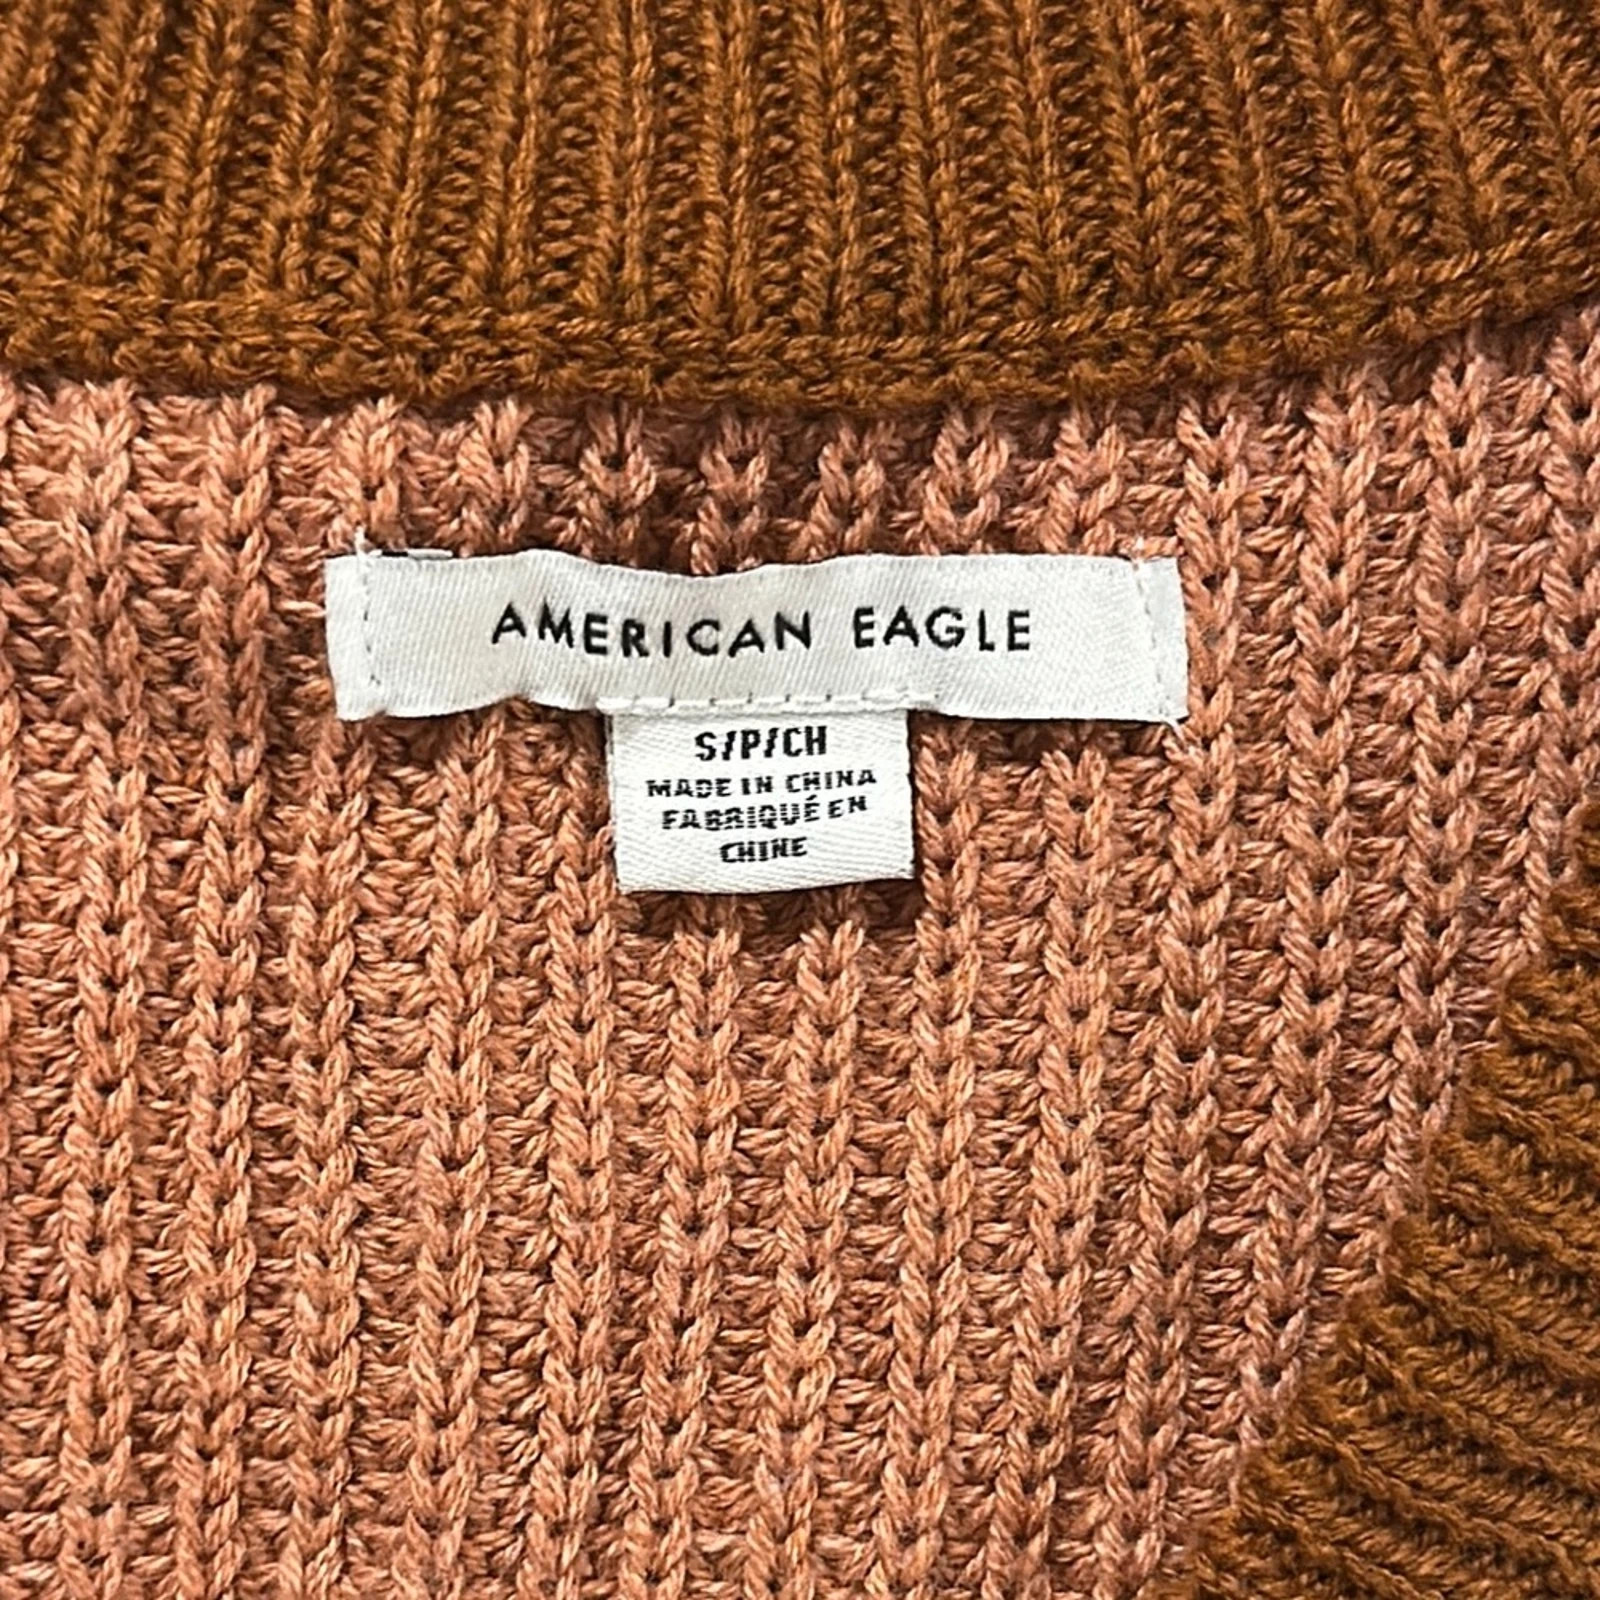 AMERICAN EAGLE
S/P/CH
MADE IN CHINA
FABRIQUÉ EN
CHINE